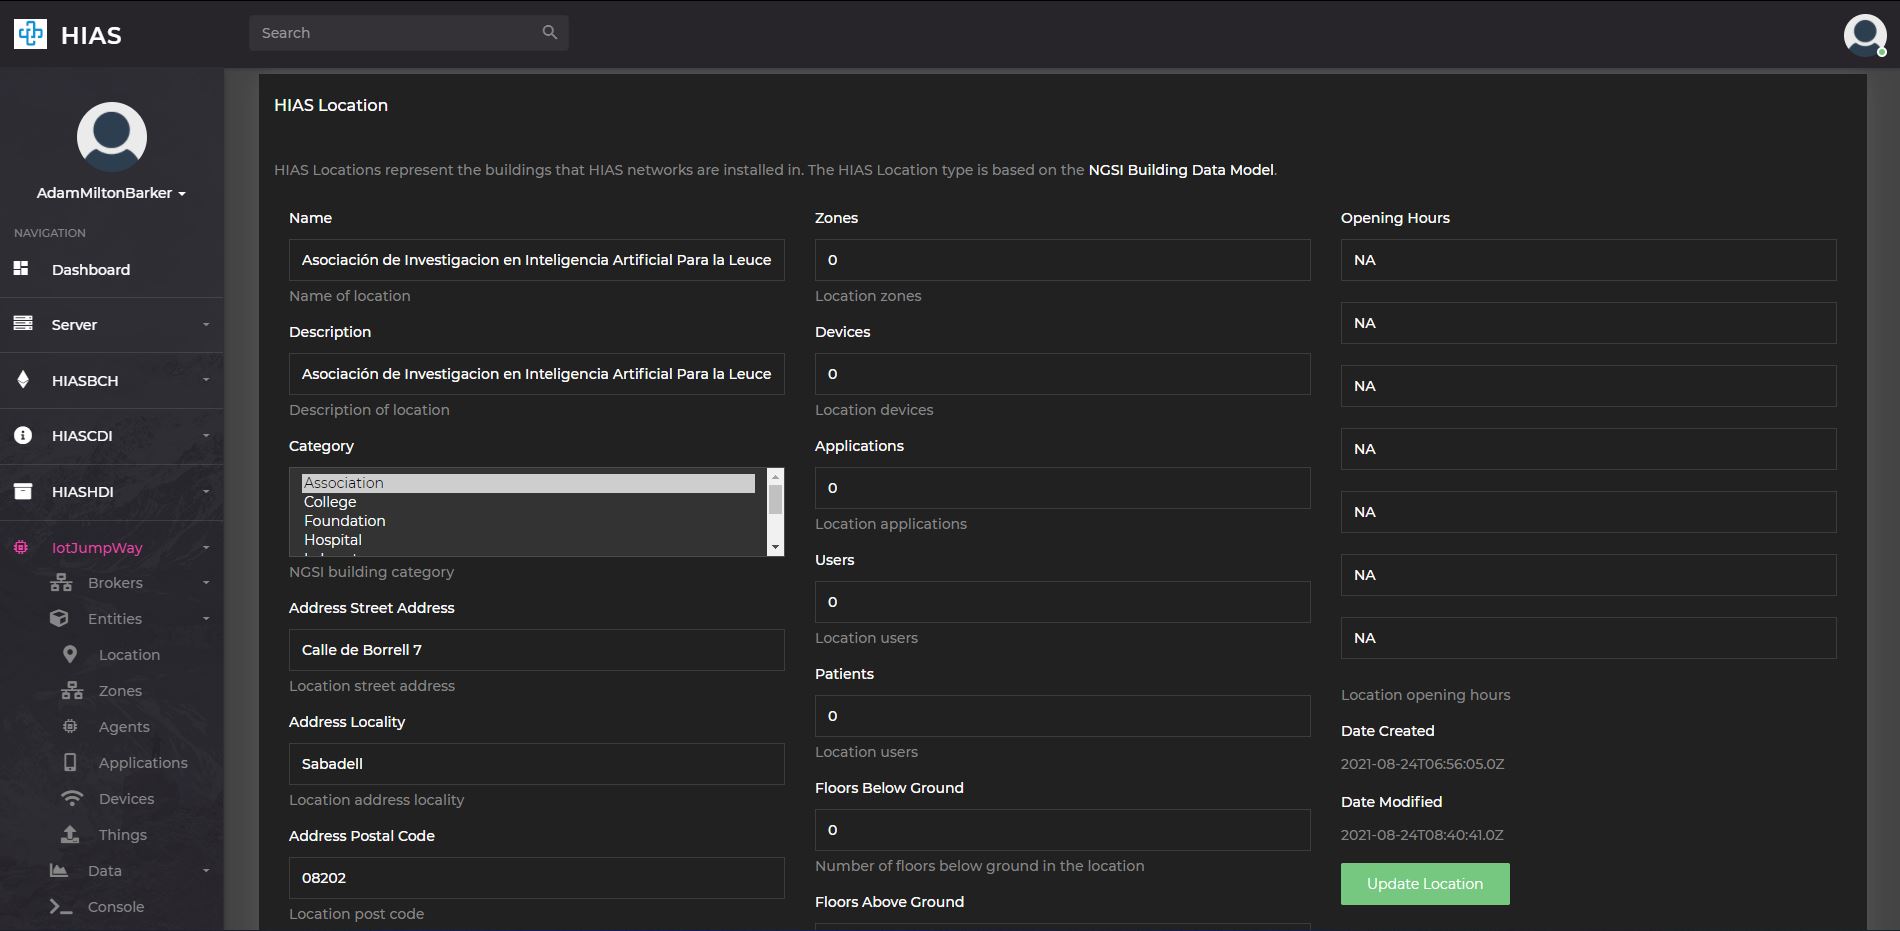 HIAS
Search
AdamMiltonBarker
NAVIGATION
Dashboard
Server
HIASBCH
HIASCDI
HIASHDI
IotJumpWay
Brokers
Entities
Location
Zones
Agents
Applications
Devices
Things
Data
Console
HIAS Location
HIAS Locations represent the buildings that HIAS networks are installed in. The HIAS Location type is based on the NGSI Building Data Model.
Name
Asociación de Investigacion en Inteligencia Artificial Para la Leuce
Name of location
Description
Asociación de Investigacion en Inteligencia Artificial Para la Leuce
Description of location
Category
Association
College
Foundation
Hospital
NGSI building category
Address Street Address
Calle de Borrell 7
Location street address
Address Locality
Sabadell
Location address locality
Address Postal Code
08202
Location post code
Zones
0
Location zones
Devices
0
Location devices
Applications
0
Location applications
Users
0
Location users
Patients
0
Location users
Floors Below Ground
0
Number of floors below ground in the location
Floors Above Ground
Opening Hours
NA
NA
NA
NA
NA
NA
NA
Location opening hours
Date Created
2021-08-24T06:56:05.0Z
Date Modified
2021-08-24T08:40:41.0Z
Update Location